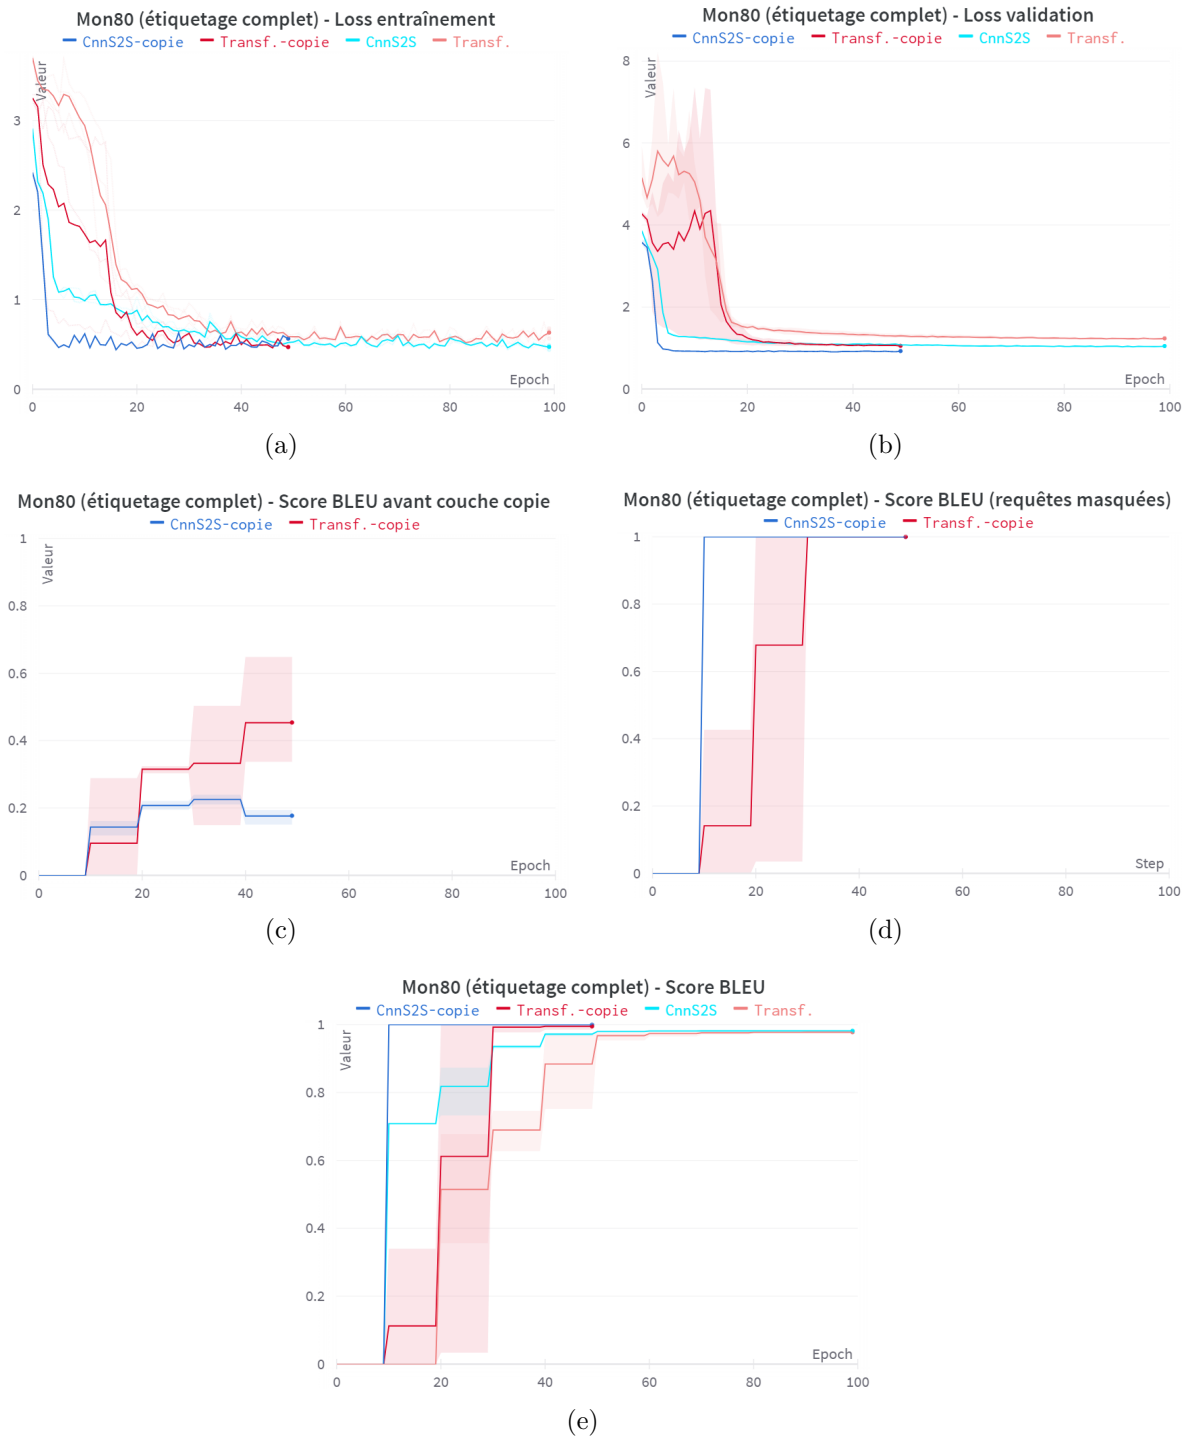 Mon80 (étiquetage complet) - Loss entraînement
CnnS2S-copie Transf.-copie CnnS2S Transf.
Valeur
3
2
1
0
Epoch
0 20 40 60 80 100
(a)
Mon80 (étiquetage complet) - Loss validation
CnnS2S-copie Transf.-copie CnnS2S Transf.
Valeur
8
6
4
2
0
Epoch
0 20 40 60 80 100
(b)
Mon80 (étiquetage complet) - Score BLEU avant couche copie
CnnS2S-copie Transf.-copie
Valeur
1
0.8
0.6
0.4
0.2
0
Epoch
0 20 40 60 80 100
(c)
Mon80 (étiquetage complet) - Score BLEU (requêtes masquées)
CnnS2S-copie Transf.-copie
1
0.8
0.6
0.4
0.2
0
Step
0 20 40 60 80 100
(d)
Mon80 (étiquetage complet) - Score BLEU
CnnS2S-copie Transf.-copie CnnS2S Transf.
Valeur
1
0.8
0.6
0.4
0.2
0
Epoch
0 20 40 60 80 100
(e)